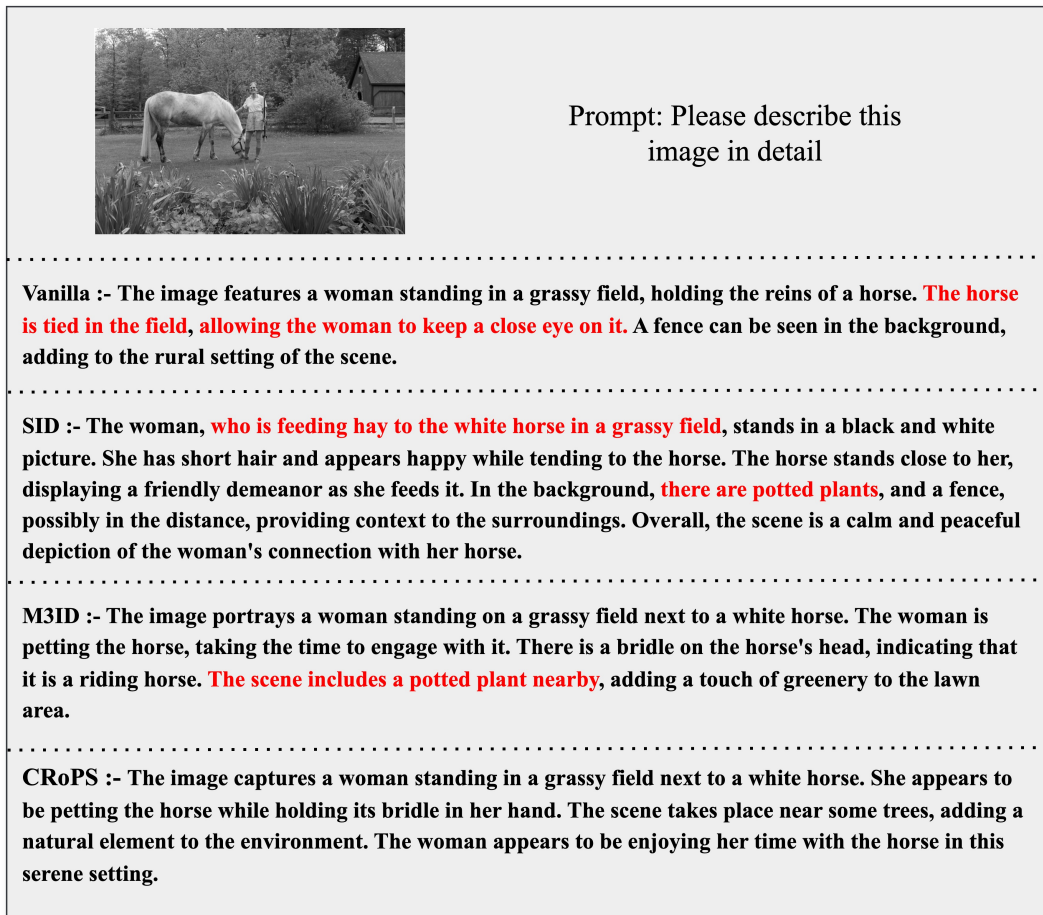 Prompt: Please describe this
image in detail
Vanilla :- The image features a woman standing in a grassy field, holding the reins of a horse. The horse
is tied in the field, allowing the woman to keep a close eye on it. A fence can be seen in the background,
adding to the rural setting of the scene.
SID :- The woman, who is feeding hay to the white horse in a grassy field, stands in a black and white
picture. She has short hair and appears happy while tending to the horse. The horse stands close to her,
displaying a friendly demeanor as she feeds it. In the background, there are potted plants, and a fence,
possibly in the distance, providing context to the surroundings. Overall, the scene is a calm and peaceful
depiction of the woman's connection with her horse.
M3ID :- The image portrays a woman standing on a grassy field next to a white horse. The woman is
petting the horse, taking the time to engage with it. There is a bridle on the horse's head, indicating that
it is a riding horse. The scene includes a potted plant nearby, adding a touch of greenery to the lawn
area.
CRoPS :- The image captures a woman standing in a grassy field next to a white horse. She appears to
be petting the horse while holding its bridle in her hand. The scene takes place near some trees, adding a
natural element to the environment. The woman appears to be enjoying her time with the horse in this
serene setting.